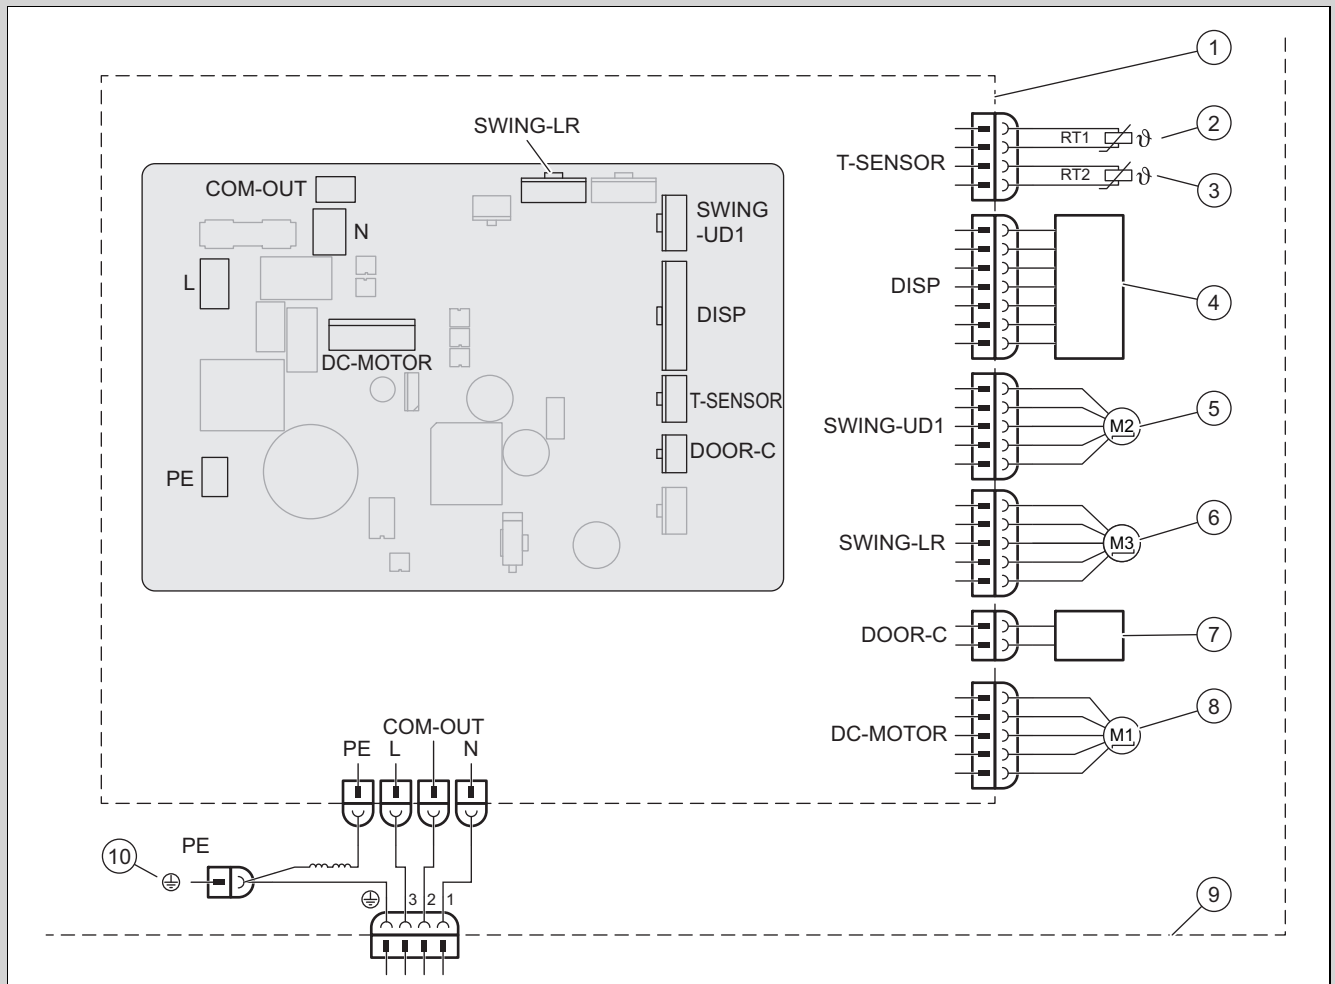 1
SWING-LR
2
RT1 ϑ
T-SENSOR
RT2 ϑ
3
COM-OUT
N
SWING
-UD1
L
DISP
4
DISP
DC-MOTOR
T-SENSOR
5
SWING-UD1
M2
DOOR-C
PE
6
SWING-LR
M3
DOOR-C
7
8
DC-MOTOR
M1
COM-OUT
PE L N
PE
10
3 2 1
9